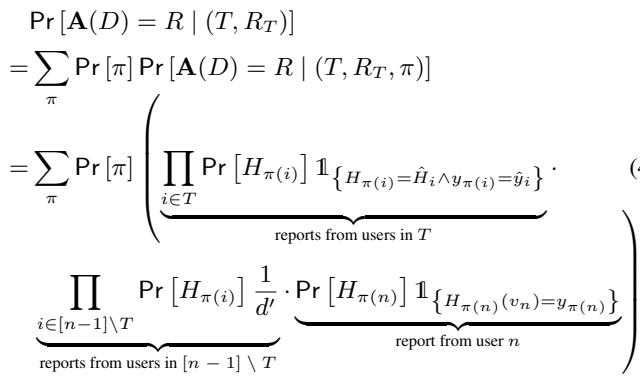 Pr [A(D) = R | (T, R_T)]
= ∑_π Pr [π] Pr [A(D) = R | (T, R_T, π)]
= ∑_π Pr [π] ( ∏_{i∈T} Pr [H_{π(i)}] 𝟙_{{H_{π(i)}=Ĥ_i∧y_{π(i)}=ŷ_i}} · (4
reports from users in T
∏_{i∈[n−1]\T} Pr [H_{π(i)}] 1/d′ · Pr [H_{π(n)}] 𝟙_{{H_{π(n)}(v_n)=y_{π(n)}}} )
reports from users in [n − 1] \ T report from user n